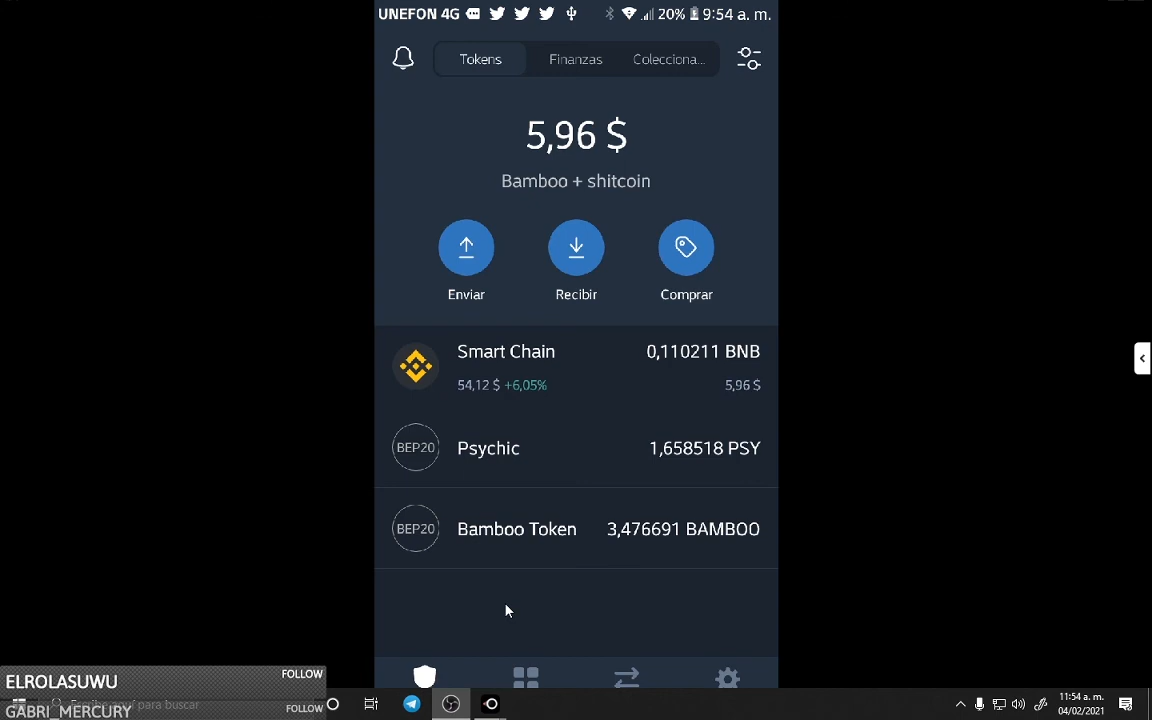 UNEFON 4G 20% 9:54 a. m.
Tokens Finanzas Colecciona...
5,96 $
Bamboo + shitcoin
Enviar Recibir Comprar
Smart Chain 0,110211 BNB
54,12 $ +6,05% 5,96 $
BEP20 Psychic 1,658518 PSY
BEP20 Bamboo Token 3,476691 BAMBOO
ELROLASUWU FOLLOW
GABRI_MERCURY FOLLOW
para buscar
11:54 a. m.
04/02/2021